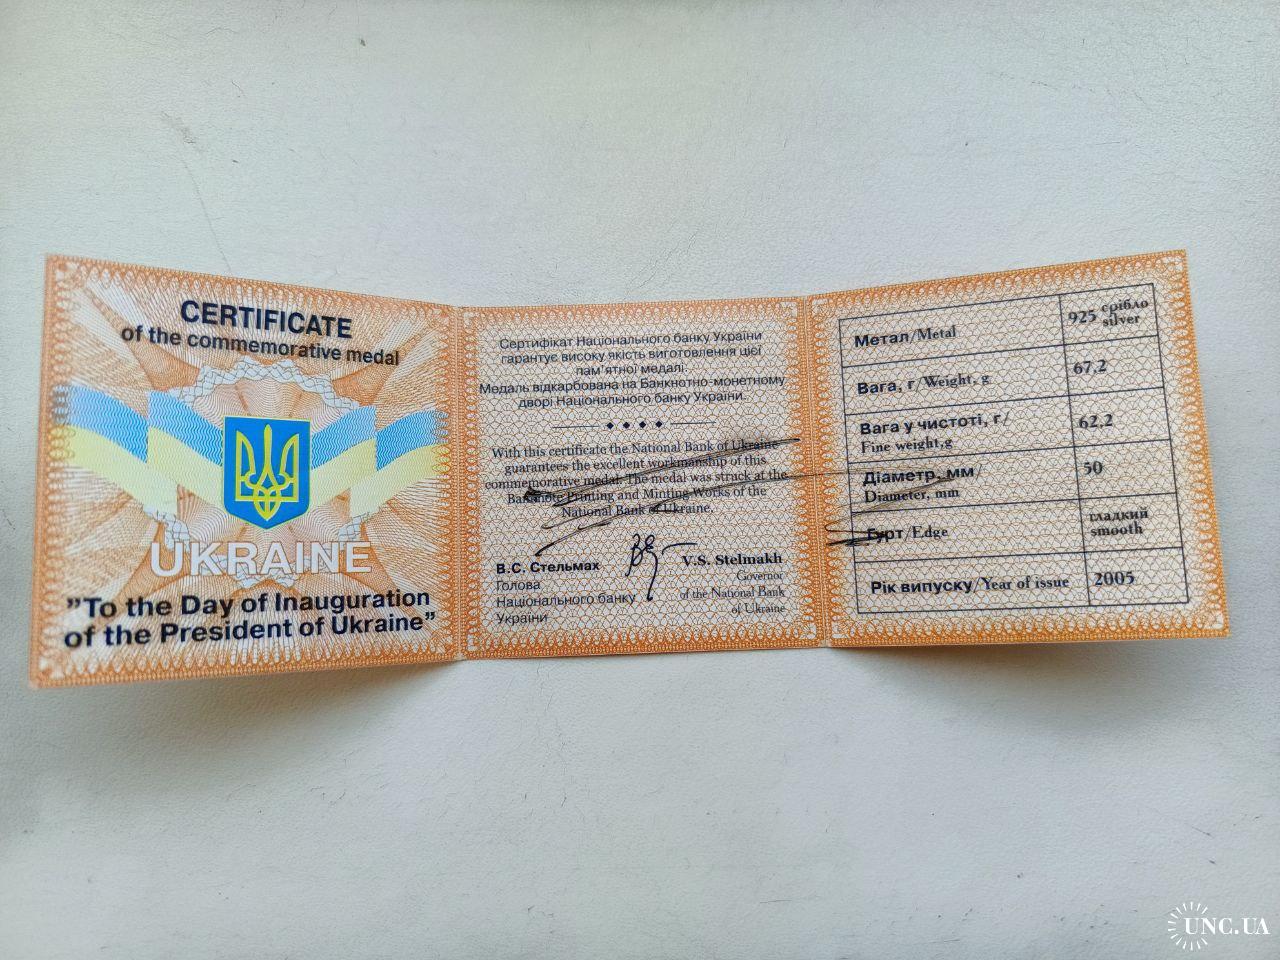 CERTIFICATE
of the commemorative medal
UKRAINE
"To the Day of Inauguration
of the President of Ukraine"
Сертифікат Національного банку України
гарантує високу якість виготовлення цієї
пам'ятної медалі.
Медаль відкарбована на Банкнотно-монетному
дворі Національного банку України.
With this certificate the National Bank of Ukraine
guarantees the excellent workmanship of this
commemorative medal. The medal was struck at the
Banknote Printing and Minting Works of the
National Bank of Ukraine.
В.С. Стельмах
Голова
Національного банку
України
V.S. Stelmakh
Governor
of the National Bank
of Ukraine
Метал/Metal 925 срібло silver
Вага, г/Weight, g 67,2
Вага у чистоті, г/
Fine weight,g 62,2
Діаметр, мм/
Diameter, mm 50
Гурт/Edge гладкий smooth
Рік випуску/Year of issue 2005
UNC.UA